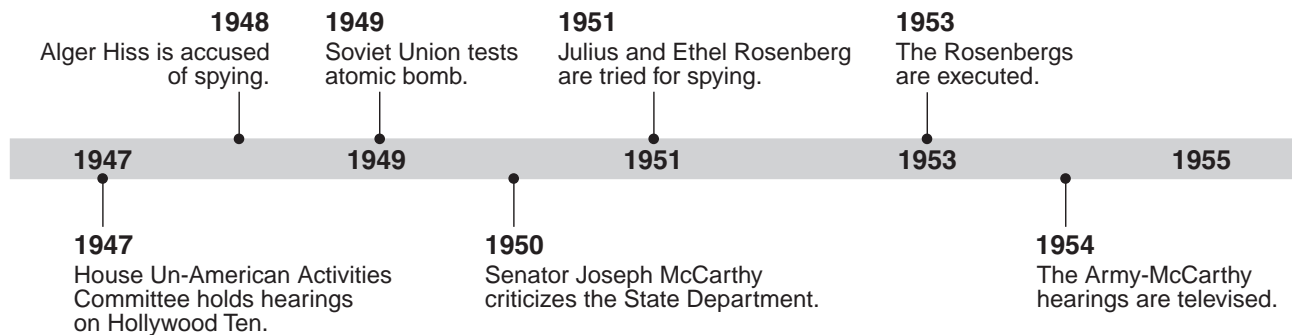 1948
Alger Hiss is accused
of spying.
1949
Soviet Union tests
atomic bomb.
1951
Julius and Ethel Rosenberg
are tried for spying.
1953
The Rosenbergs
are executed.
1947
1949
1951
1953
1955
1947
House Un-American Activities
Committee holds hearings
on Hollywood Ten.
1950
Senator Joseph McCarthy
criticizes the State Department.
1954
The Army-McCarthy
hearings are televised.